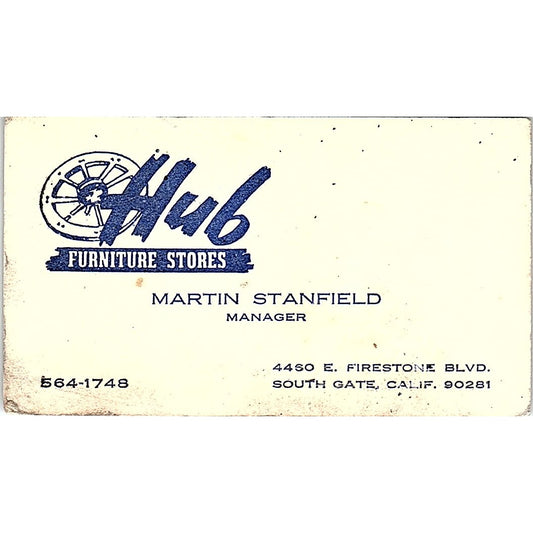 Hub
FURNITURE STORES
MARTIN STANFIELD
MANAGER
564-1748
4460 E. FIRESTONE BLVD.
SOUTH GATE, CALIF. 90281